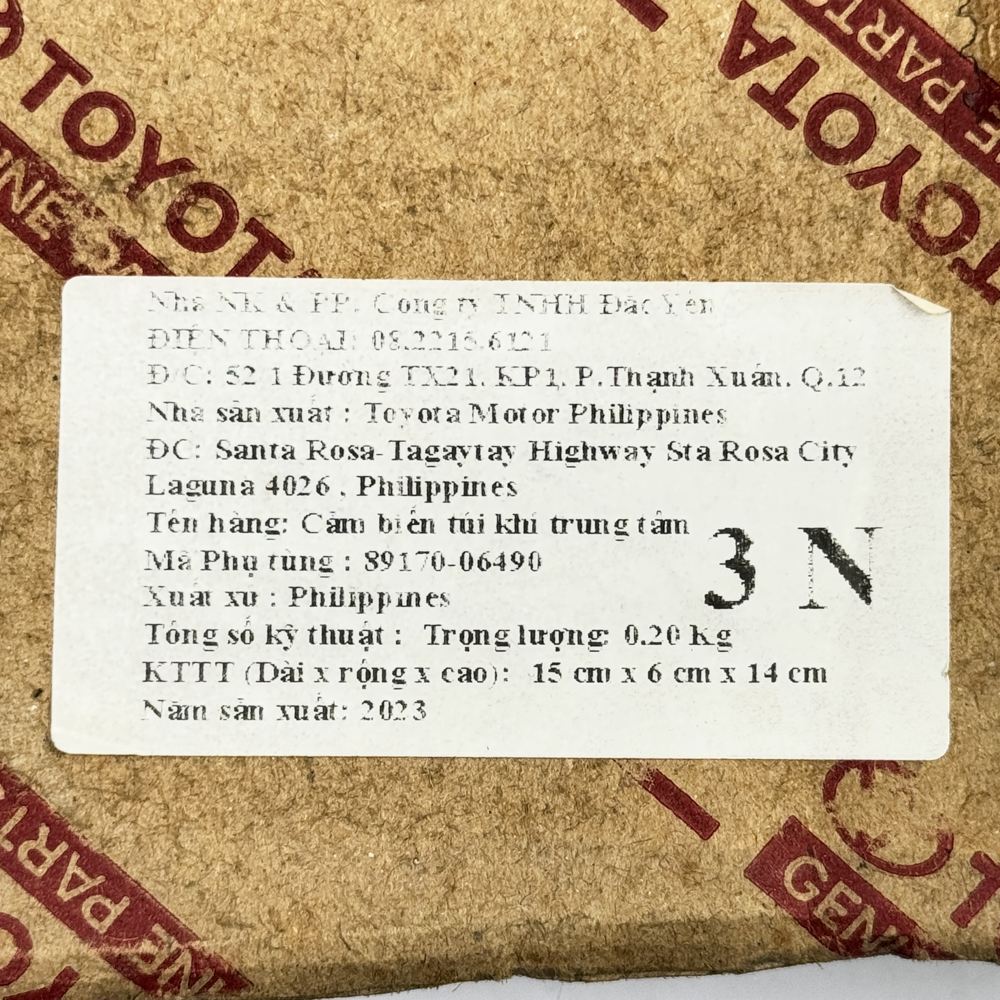 TOYOTA
TOYOTA
PARTS
TOYOTA
Nhà NK & PP. Công ty TNHH Đắc Yến
ĐIỆN THOẠI: 08.2215.6121
Đ/C: 52/1 Đường TX21. KP1. P.Thạnh Xuân. Q.12
Nhà sản xuất : Toyota Motor Philippines
ĐC: Santa Rosa-Tagaytay Highway Sta Rosa City
Laguna 4026 . Philippines
Tên hàng: Cảm biến túi khí trung tâm
3 N
Mã Phụ tùng : 89170-06490
Xuất xứ : Philippines
Tổng số kỹ thuật : Trọng lượng: 0.20 Kg
KTTT (Dài x rộng x cao): 15 cm x 6 cm x 14 cm
Năm sản xuất: 2023
PARTS